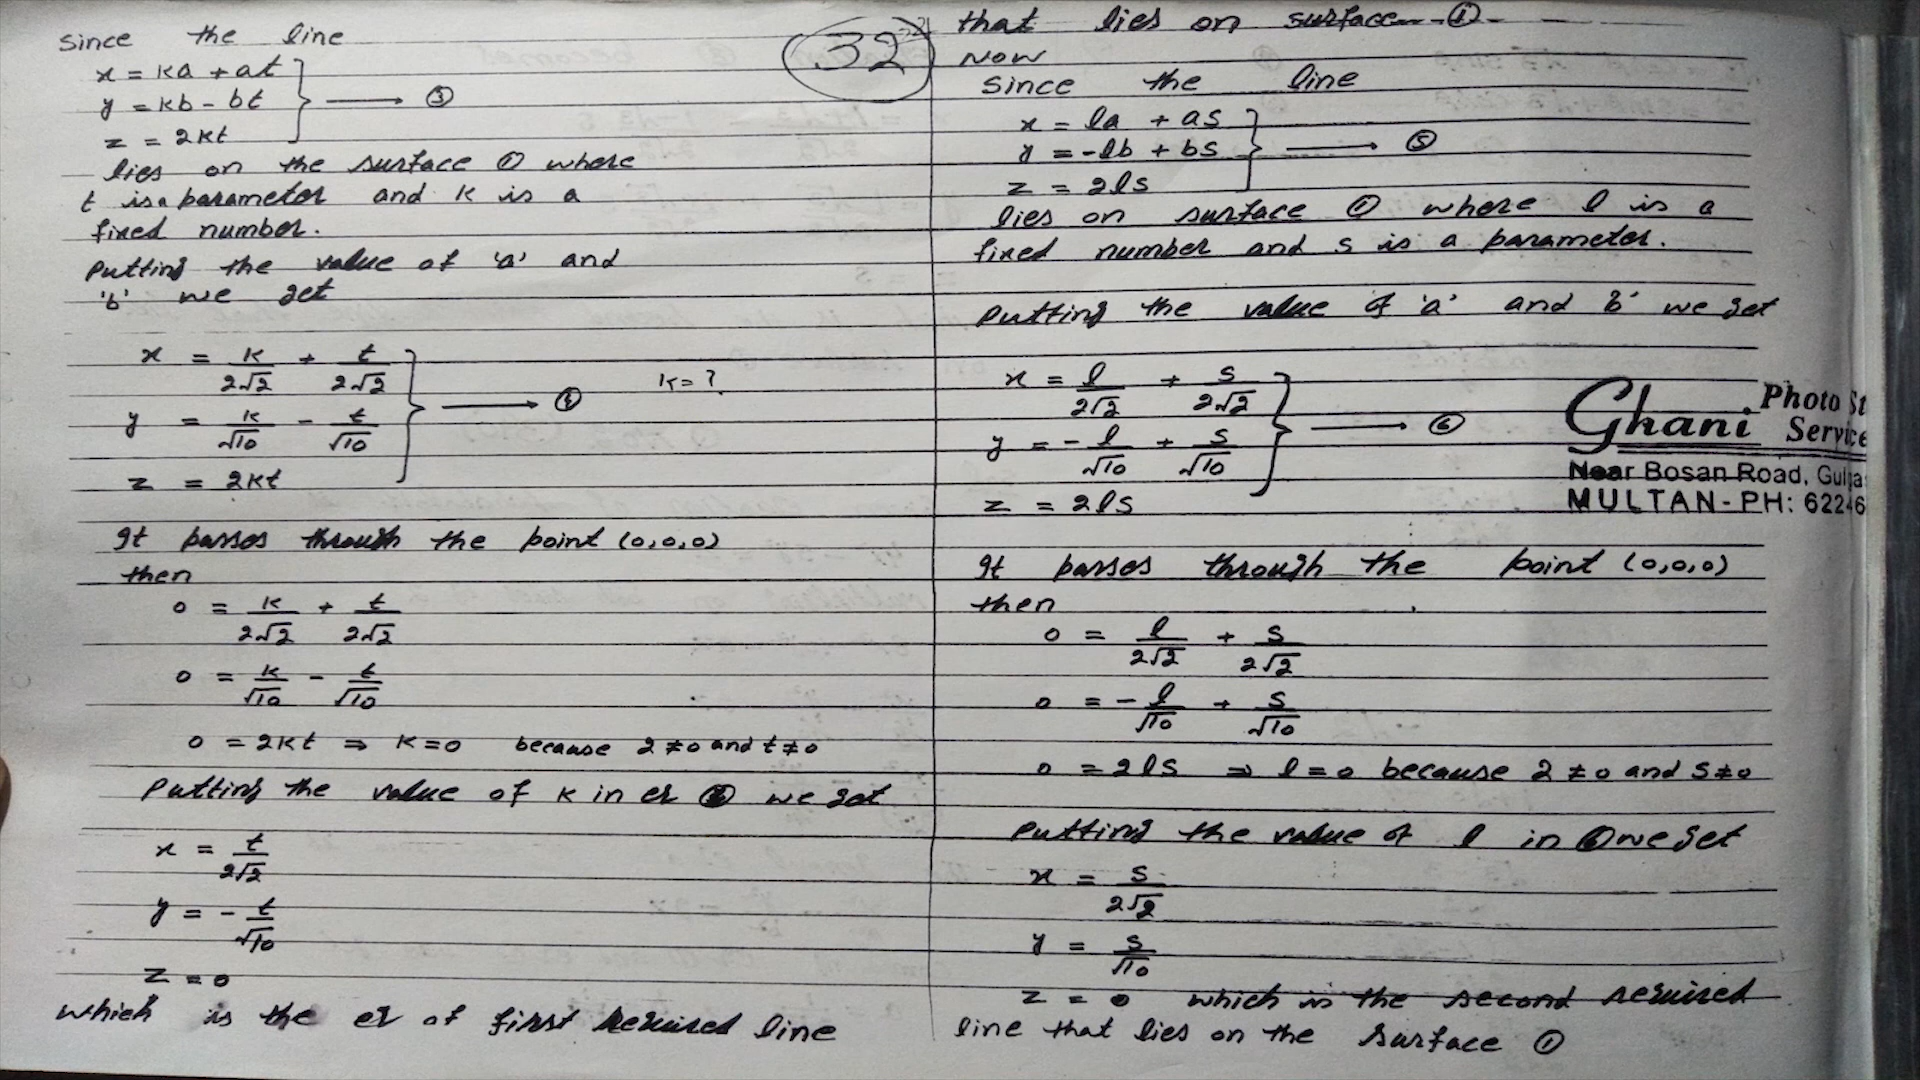 Since the line
x = ka + at
y = kb - bt ⟶ ③
z = 2kt
lies on the surface ① where
t is a parameter and k is a
fixed number.
Putting the value of 'a' and
'b' we get
x = k/2√2 + t/2√2
k = ?
y = k/√10 - t/√10 ⟶ ④
z = 2kt
It passes through the point (0,0,0)
then
0 = k/2√2 + t/2√2
0 = k/√10 - t/√10
0 = 2kt ⇒ k=0 because 2≠0 and t≠0
Putting the value of k in eq ④ we get
x = t/2√2
y = - t/√10
z = 0
which is the eq of first required line
32
that lies on surface ①
Now
Since the line
x = la + as
y = -lb + bs ⟶ ⑤
z = 2ls
lies on surface ① where l is a
fixed number and s is a parameter.
Putting the value of 'a' and b' we get
x = l/2√2 + s/2√2
y = - l/√10 + s/√10 ⟶ ⑥
z = 2ls
It passes through the point (0,0,0)
then
0 = l/2√2 + s/2√2
0 = - l/√10 + s/√10
0 = 2ls ⇒ l=0 because 2≠0 and s≠0
Putting the value of l in ⑥ we get
x = s/2√2
y = s/√10
z = 0 which is the second required
line that lies on the surface ①
Ghani Photo St
Service
Near Bosan Road,
MULTAN-PH: 62246